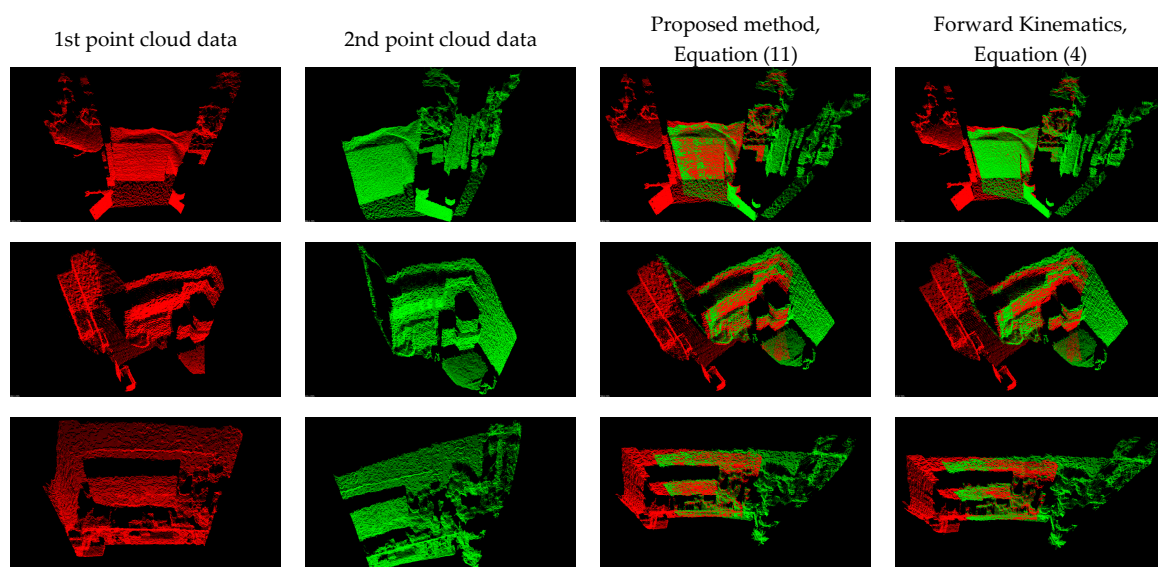 1st point cloud data
2nd point cloud data
Proposed method,
Equation (11)
Forward Kinematics,
Equation (4)